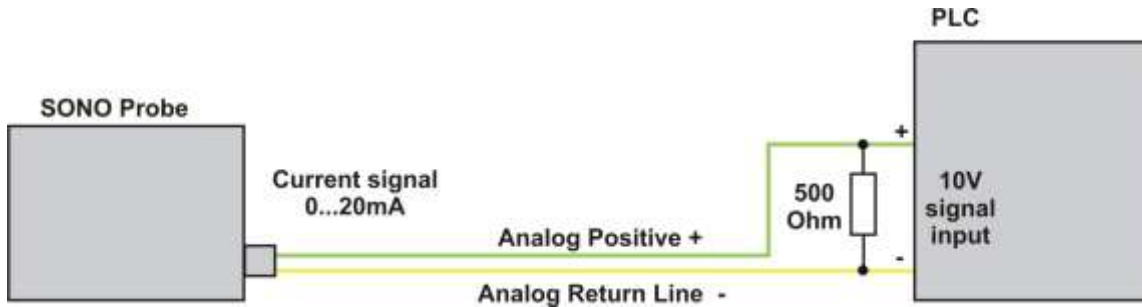 PLC
SONO Probe
Current signal
0...20mA
+
500
Ohm
10V
signal
input
Analog Positive +
-
Analog Return Line -